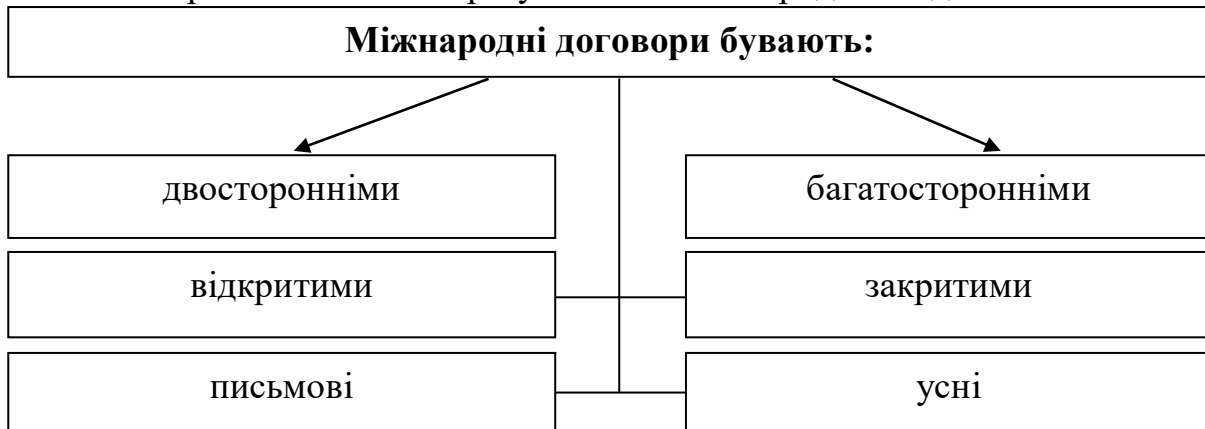 Міжнародні договори бувають:
двосторонніми
багатосторонніми
відкритими
закритими
письмові
усні